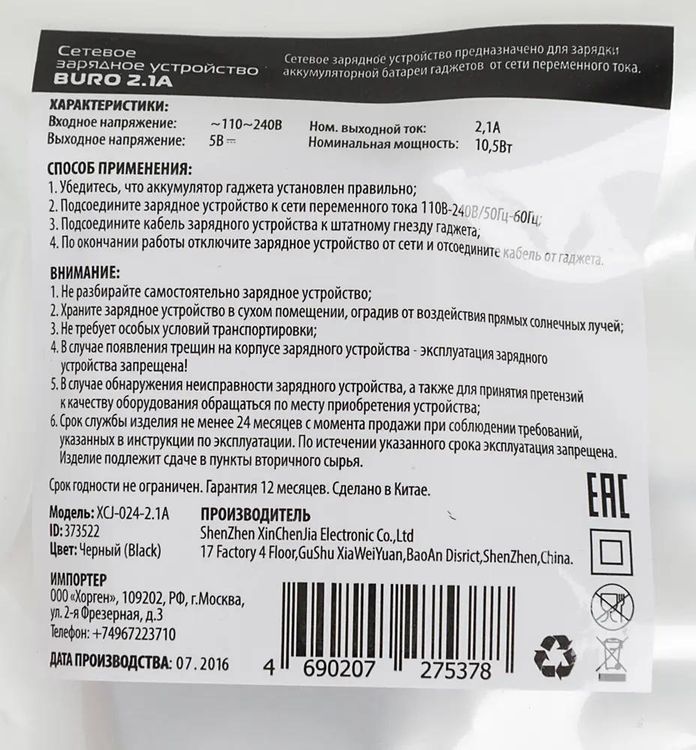 Сетевое
зарядное устройство
BURO 2.1A
Сетевое зарядное устройство предназначено для зарядки
аккумуляторной батареи гаджетов от сети переменного тока.
ХАРАКТЕРИСТИКИ:
Входное напряжение: ~110~240В Ном. выходной ток: 2,1А
Выходное напряжение: 5В⎓ Номинальная мощность: 10,5Вт
СПОСОБ ПРИМЕНЕНИЯ:
1. Убедитесь, что аккумулятор гаджета установлен правильно;
2. Подсоедините зарядное устройство к сети переменного тока 110В-240В/50Гц-60Гц;
3. Подсоедините кабель зарядного устройства к штатному гнезду гаджета;
4. По окончании работы отключите зарядное устройство от сети и отсоедините кабель от гаджета.
ВНИМАНИЕ:
1. Не разбирайте самостоятельно зарядное устройство;
2. Храните зарядное устройство в сухом помещении, оградив от воздействия прямых солнечных лучей;
3. Не требует особых условий транспортировки;
4. В случае появления трещин на корпусе зарядного устройства - эксплуатация зарядного
устройства запрещена!
5. В случае обнаружения неисправности зарядного устройства, а также для принятия претензий
к качеству оборудования обращаться по месту приобретения устройства;
6. Срок службы изделия не менее 24 месяцев с момента продажи при соблюдении требований,
указанных в инструкции по эксплуатации. По истечении указанного срока эксплуатация запрещена.
Изделие подлежит сдаче в пункты вторичного сырья.
Срок годности не ограничен. Гарантия 12 месяцев. Сделано в Китае.
Модель: XCJ-024-2.1A
ID: 373522
Цвет: Черный (Black)
ПРОИЗВОДИТЕЛЬ
ShenZhen XinChenJia Electronic Co.,Ltd
17 Factory 4 Floor,GuShu XiaWeiYuan,BaoAn Disrict,ShenZhen,China.
EAC
ИМПОРТЕР
ООО «Хорген», 109202, РФ, г.Москва,
ул. 2-я Фрезерная, д.3
Телефон: +74967223710
ДАТА ПРОИЗВОДСТВА: 07.2016
4 690207 275378